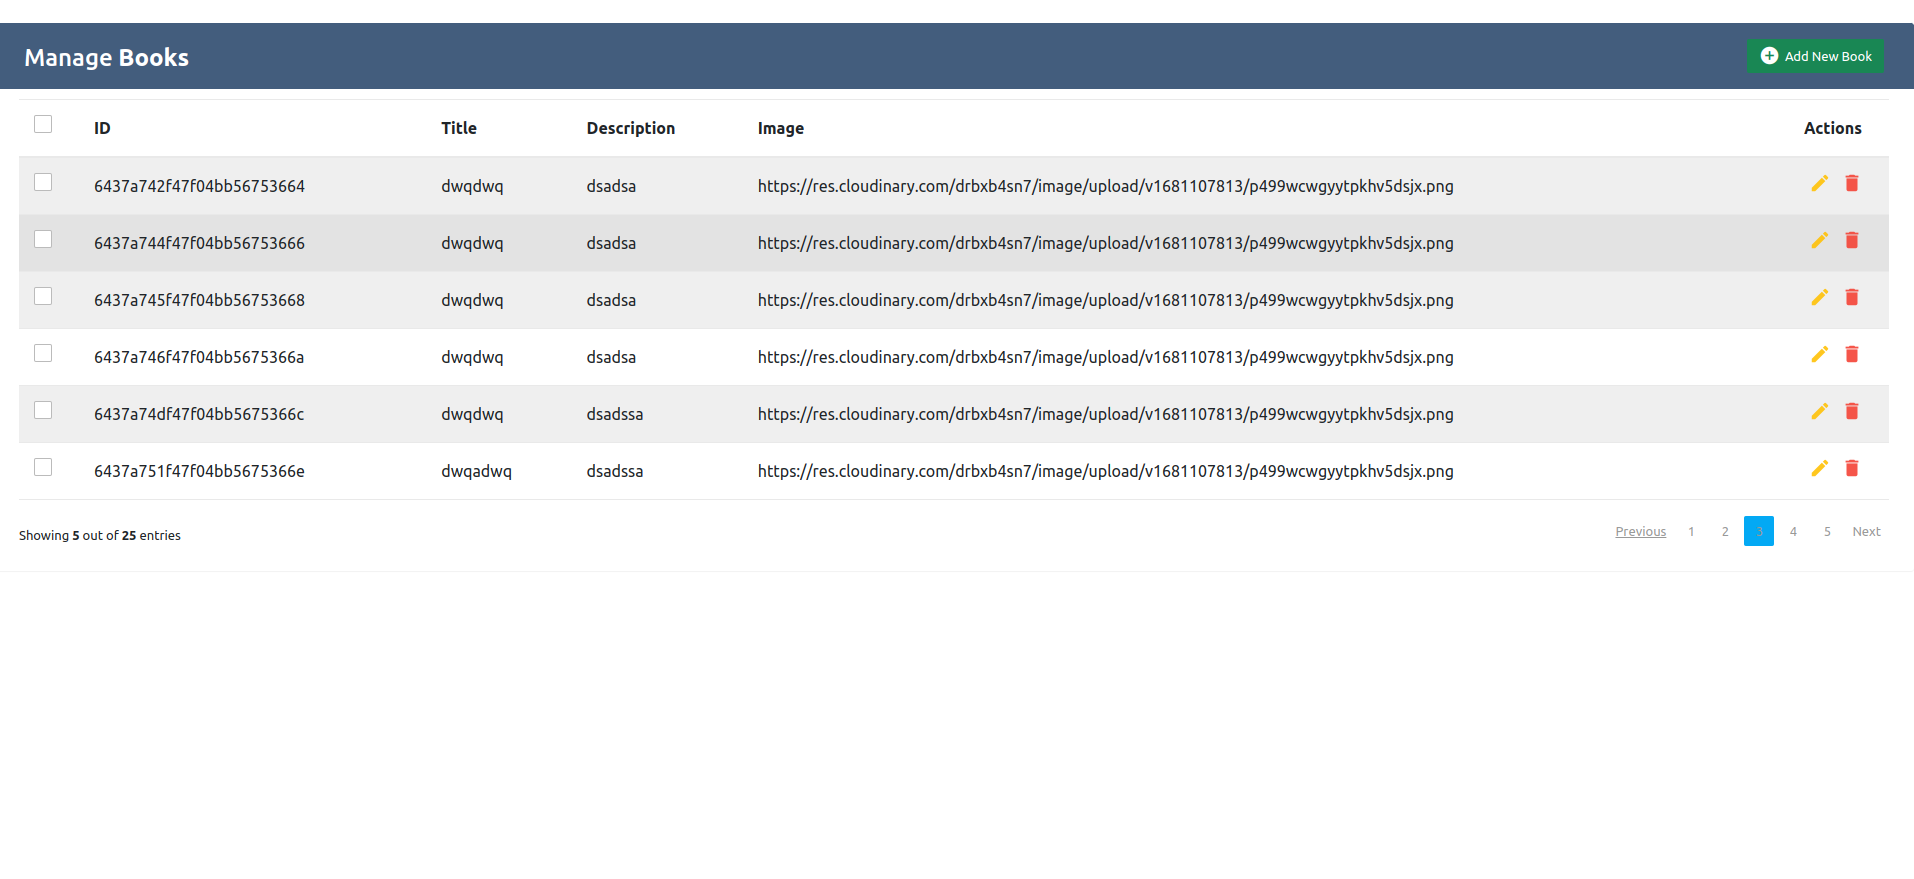 Manage Books
Add New Book
ID Title Description Image Actions
6437a742f47f04bb56753664 dwqdwq dsadsa https://res.cloudinary.com/drbxb4sn7/image/upload/v1681107813/p499wcwgyytpkhv5dsjx.png
6437a744f47f04bb56753666 dwqdwq dsadsa https://res.cloudinary.com/drbxb4sn7/image/upload/v1681107813/p499wcwgyytpkhv5dsjx.png
6437a745f47f04bb56753668 dwqdwq dsadsa https://res.cloudinary.com/drbxb4sn7/image/upload/v1681107813/p499wcwgyytpkhv5dsjx.png
6437a746f47f04bb5675366a dwqdwq dsadsa https://res.cloudinary.com/drbxb4sn7/image/upload/v1681107813/p499wcwgyytpkhv5dsjx.png
6437a74df47f04bb5675366c dwqdwq dsadssa https://res.cloudinary.com/drbxb4sn7/image/upload/v1681107813/p499wcwgyytpkhv5dsjx.png
6437a751f47f04bb5675366e dwqadwq dsadssa https://res.cloudinary.com/drbxb4sn7/image/upload/v1681107813/p499wcwgyytpkhv5dsjx.png
Showing 5 out of 25 entries
Previous 1 2 3 4 5 Next